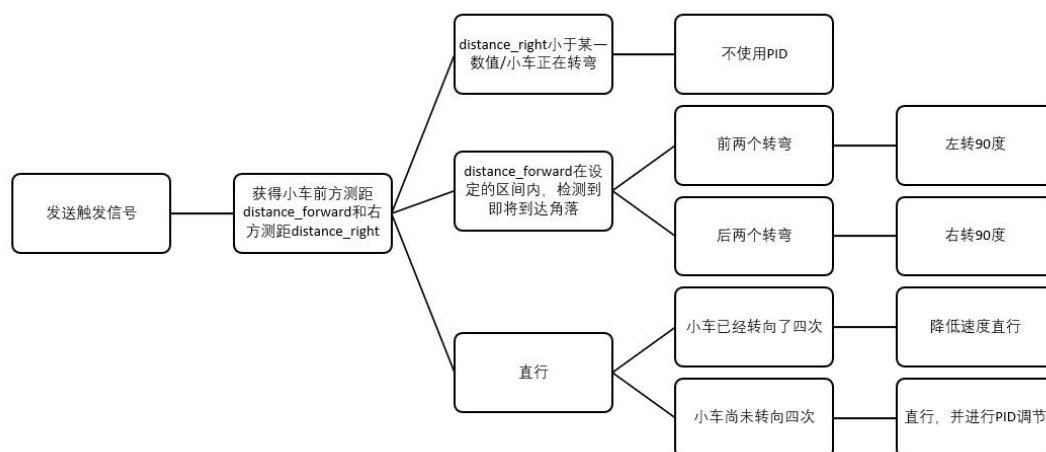 发送触发信号
获得小车前方测距
distance_forward和右
方测距distance_right
distance_right小于某一
数值/小车正在转弯
不使用PID
distance_forward在设
定的区间内，检测到
即将到达角落
前两个转弯
左转90度
后两个转弯
右转90度
直行
小车已经转向了四次
降低速度直行
小车尚未转向四次
直行，并进行PID调节